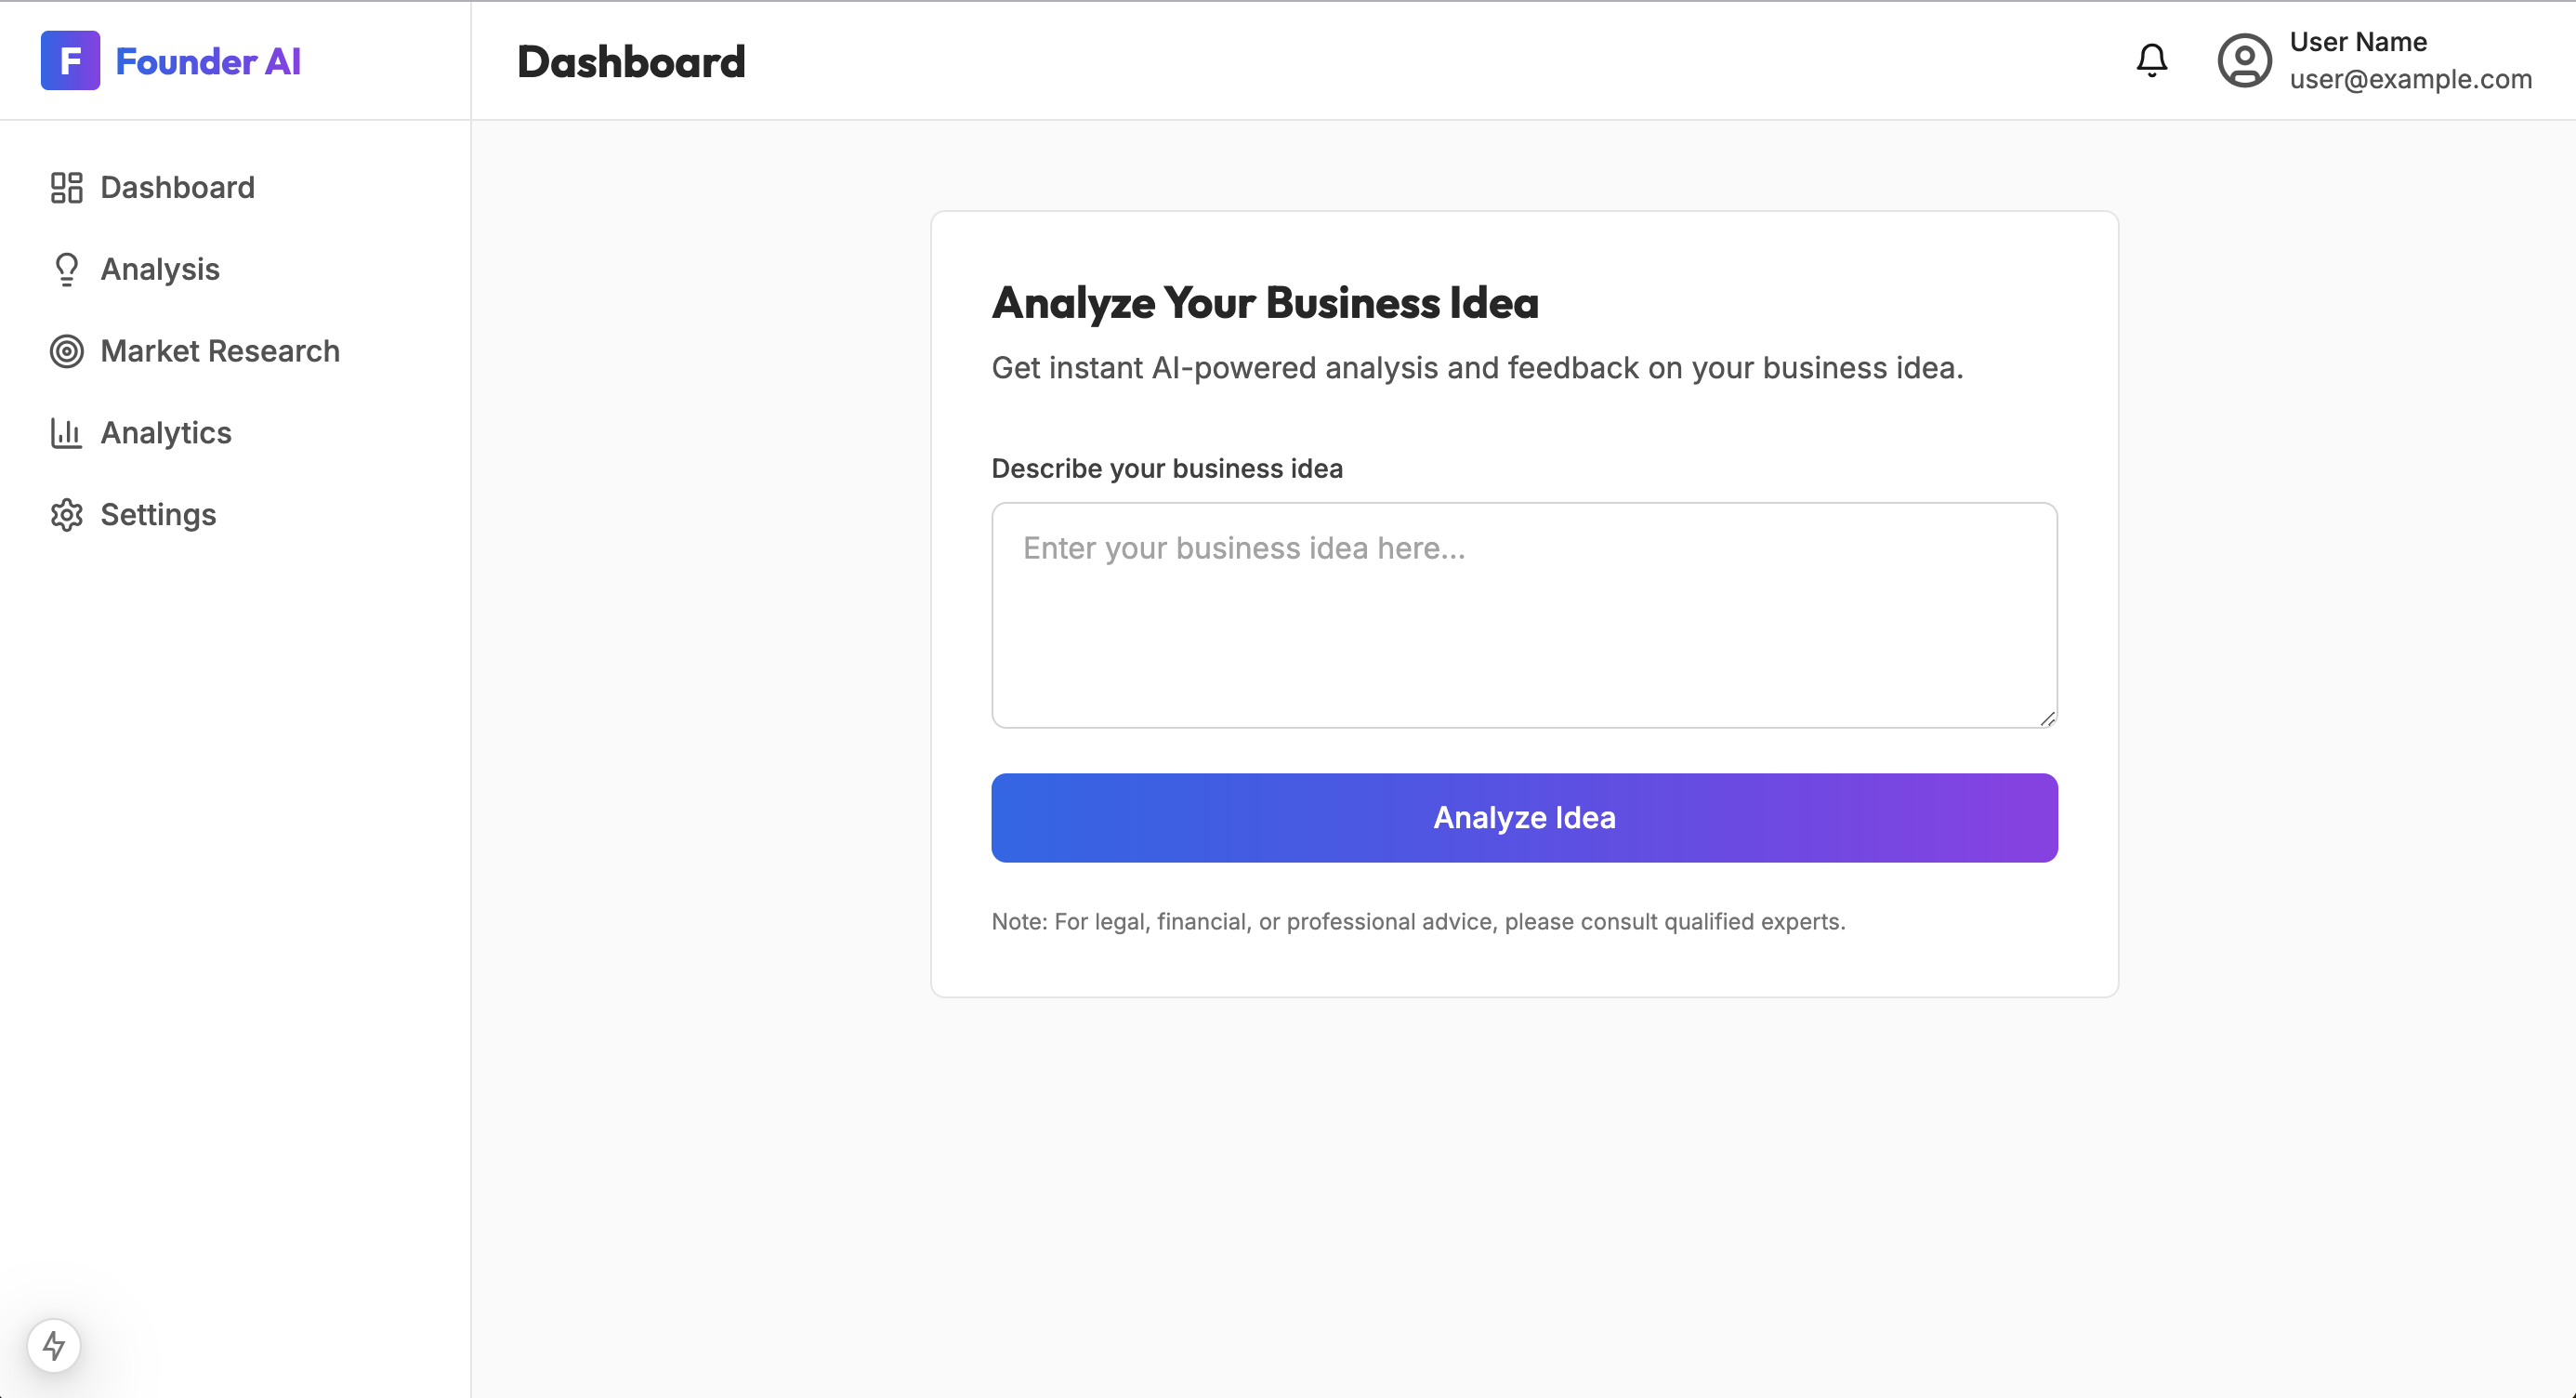 F Founder AI
Dashboard
User Name
user@example.com
Dashboard
Analysis
Market Research
Analytics
Settings
Analyze Your Business Idea
Get instant AI-powered analysis and feedback on your business idea.
Describe your business idea
Enter your business idea here...
Analyze Idea
Note: For legal, financial, or professional advice, please consult qualified experts.